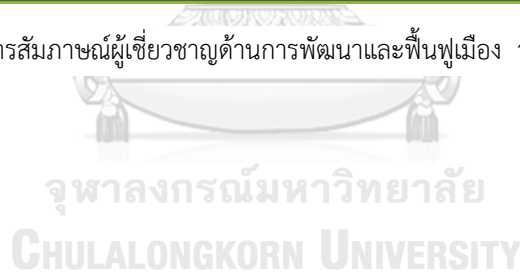 ารสัมภาษณ์ผู้เชี่ยวชาญด้านการพัฒนาและฟื้นฟูเมือง
จุฬาลงกรณ์มหาวิทยาลัย
CHULALONGKORN UNIVERSITY